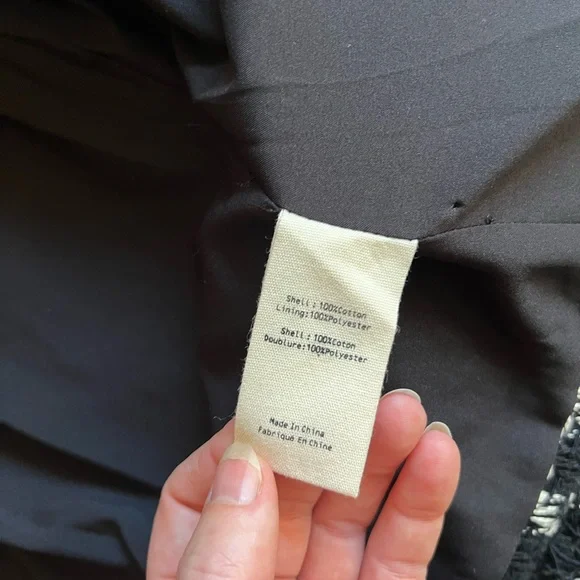 Shell: 100%Cotton
Lining:100%Polyester
Shell: 100%Coton
Doublure:100%Polyester
Made In China
Fabriqué En Chine